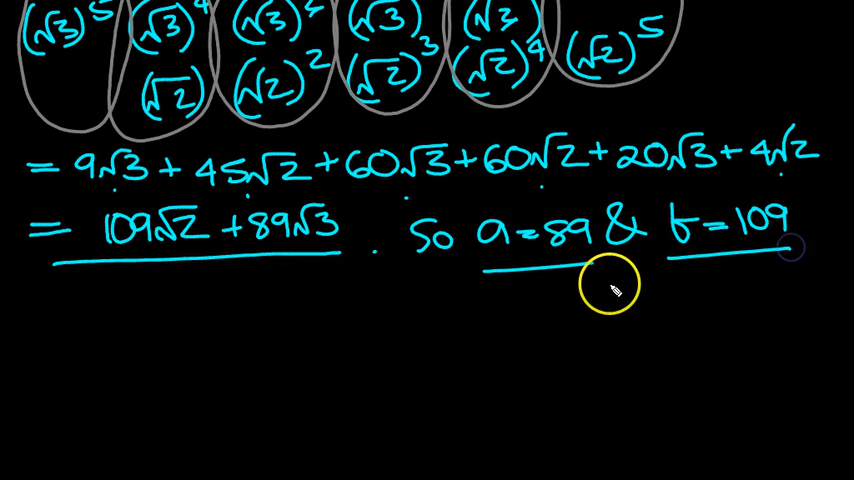 (√3)⁵ (√3)⁴ (√3) (√3) (√3)
(√2) (√2)² (√2)³ (√2)⁴ (√2)⁵
= 9√3 + 45√2 + 60√3 + 60√2 + 20√3 + 4√2
= 109√2 + 89√3 . So a = 89 & b = 109